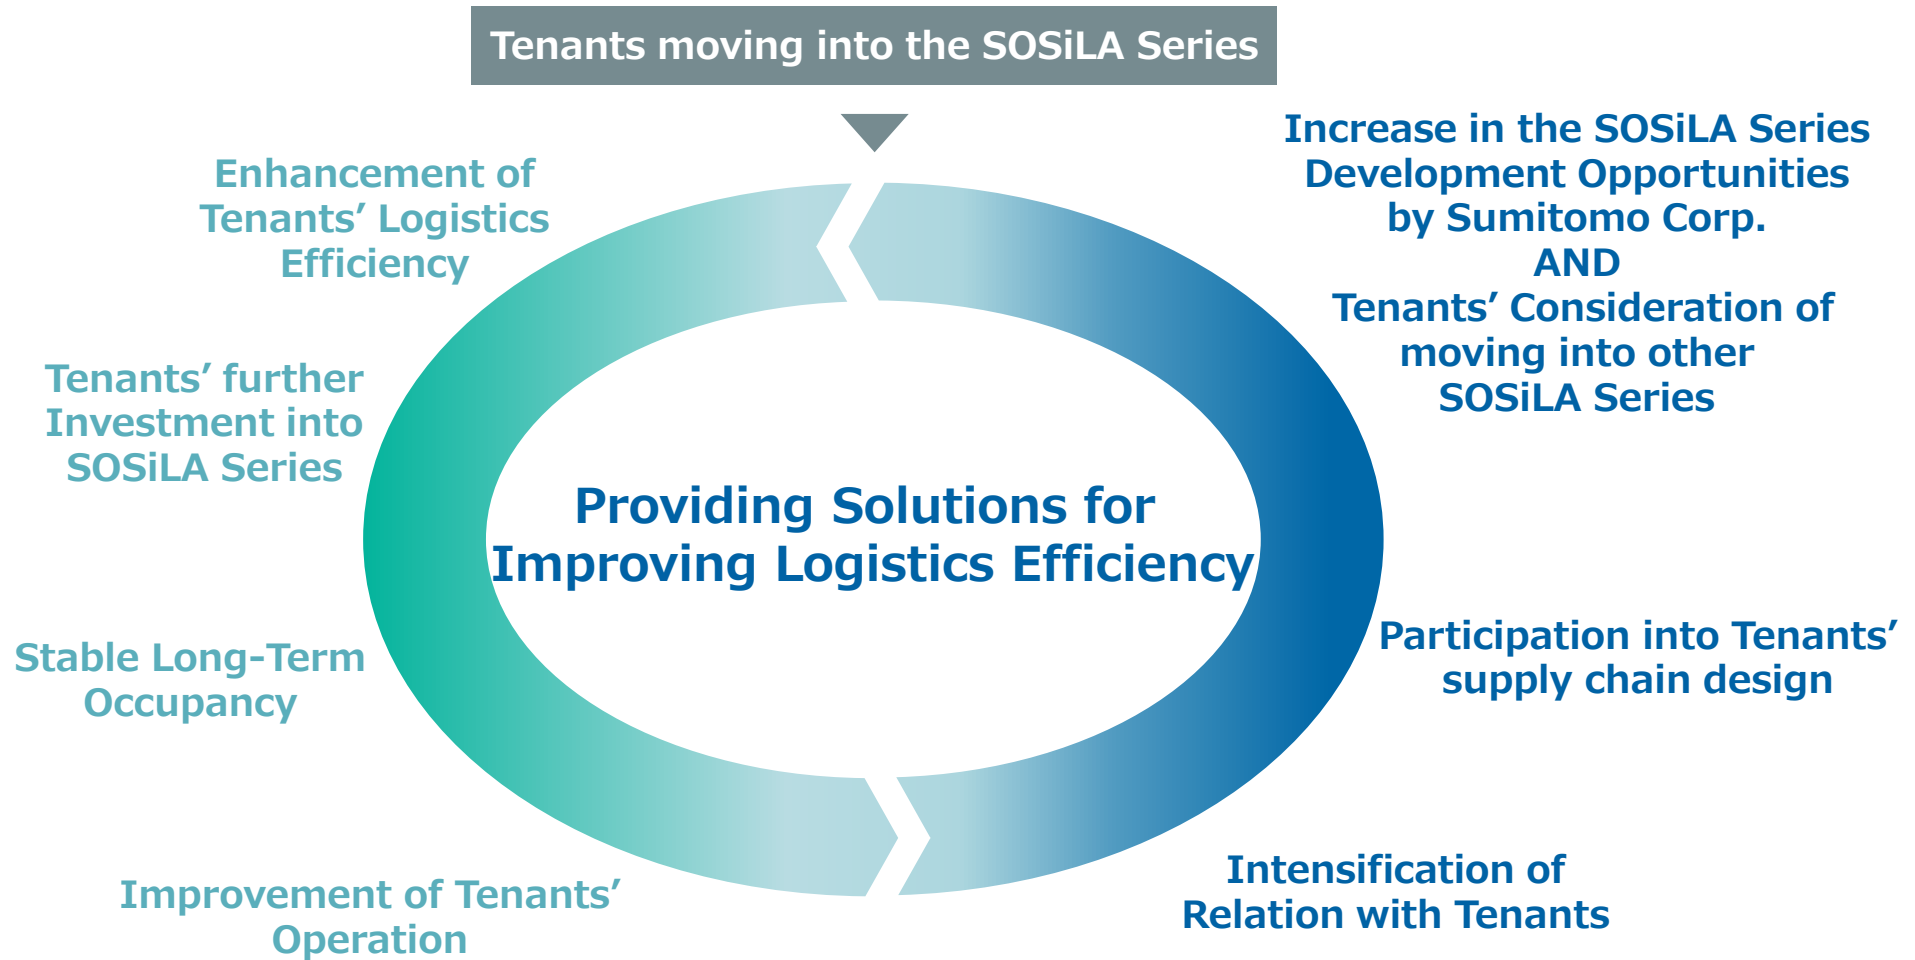 Tenants moving into the SOSiLA Series
Enhancement of
Tenants’ Logistics
Efficiency
Tenants’ further
Investment into
SOSiLA Series
Stable Long-Term
Occupancy
Improvement of Tenants’
Operation
Providing Solutions for
Improving Logistics Efficiency
Increase in the SOSiLA Series
Development Opportunities
by Sumitomo Corp.
AND
Tenants’ Consideration of
moving into other
SOSiLA Series
Participation into Tenants’
supply chain design
Intensification of
Relation with Tenants